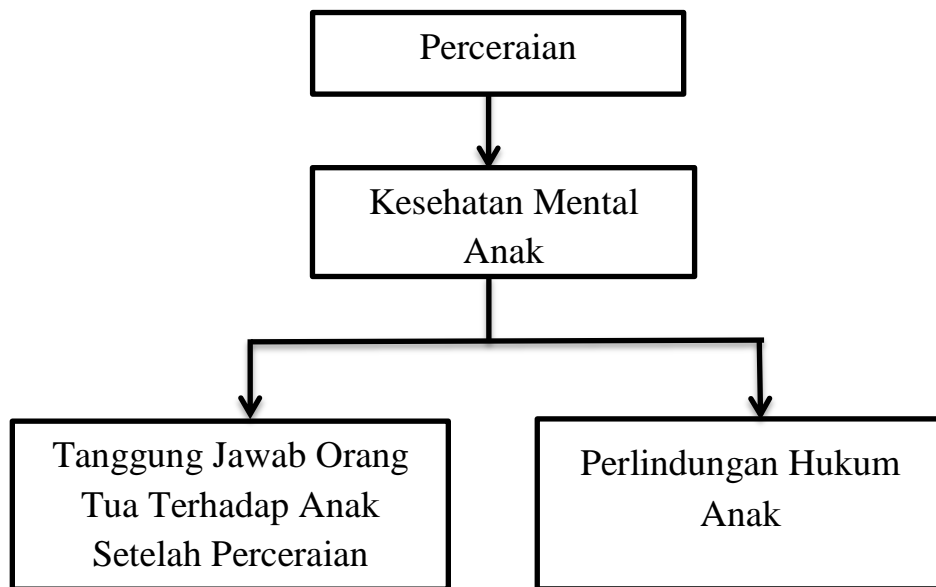 Perceraian
Kesehatan Mental
Anak
Tanggung Jawab Orang
Tua Terhadap Anak
Setelah Perceraian
Perlindungan Hukum
Anak